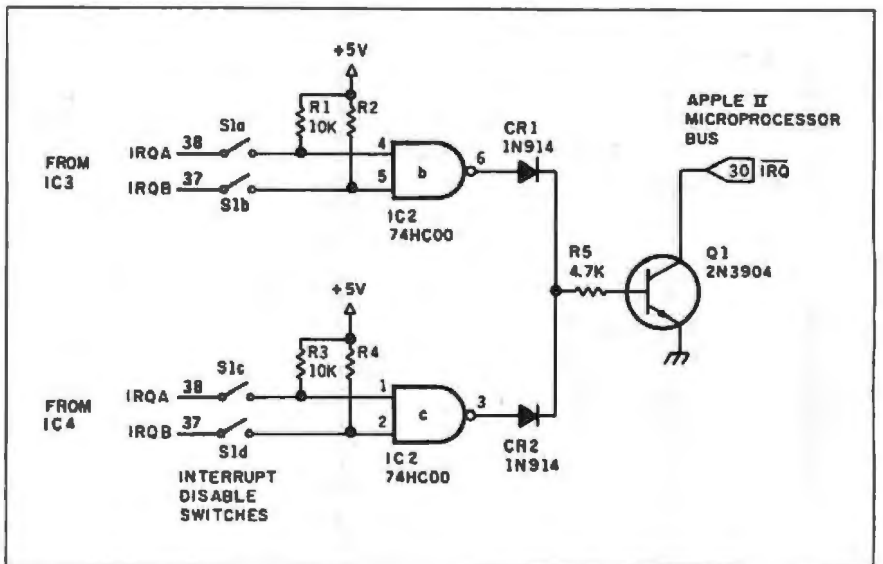 +5V
R1
10K
R2
S1a
FROM
IC3
IRQA 38
IRQB 37
S1b
4
5
b
6
IC2
74HC00
CR1
1N914
APPLE II
MICROPROCESSOR
BUS
30 IRQ
R5
4.7K
Q1
2N3904
+5V
R3
10K
R4
S1c
FROM
IC4
IRQA 38
IRQB 37
S1d
1
2
c
3
IC2
74HC00
CR2
1N914
INTERRUPT
DISABLE
SWITCHES